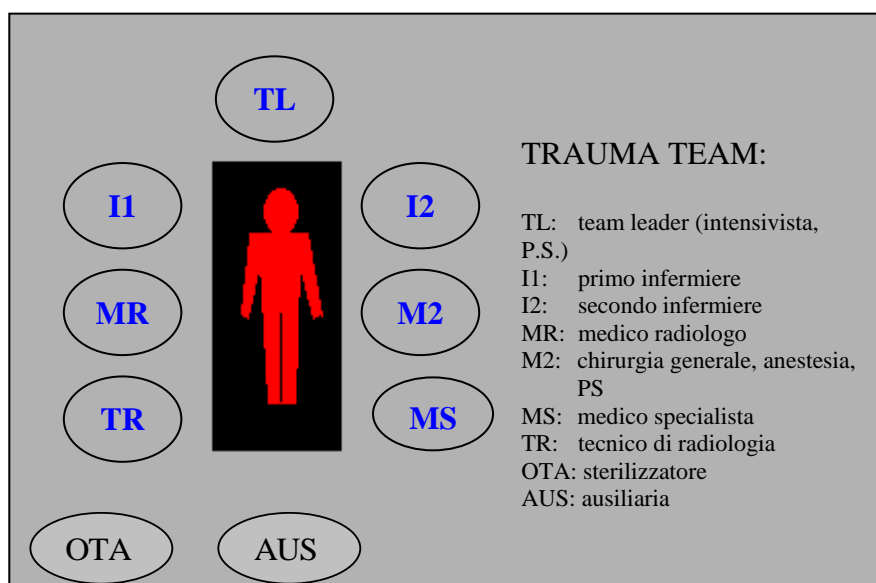 TL
I1
I2
MR
M2
TR
MS
OTA
AUS
TRAUMA TEAM:
TL: team leader (intensivista,
P.S.)
I1: primo infermiere
I2: secondo infermiere
MR: medico radiologo
M2: chirurgia generale, anestesia,
PS
MS: medico specialista
TR: tecnico di radiologia
OTA: sterilizzatore
AUS: ausiliaria